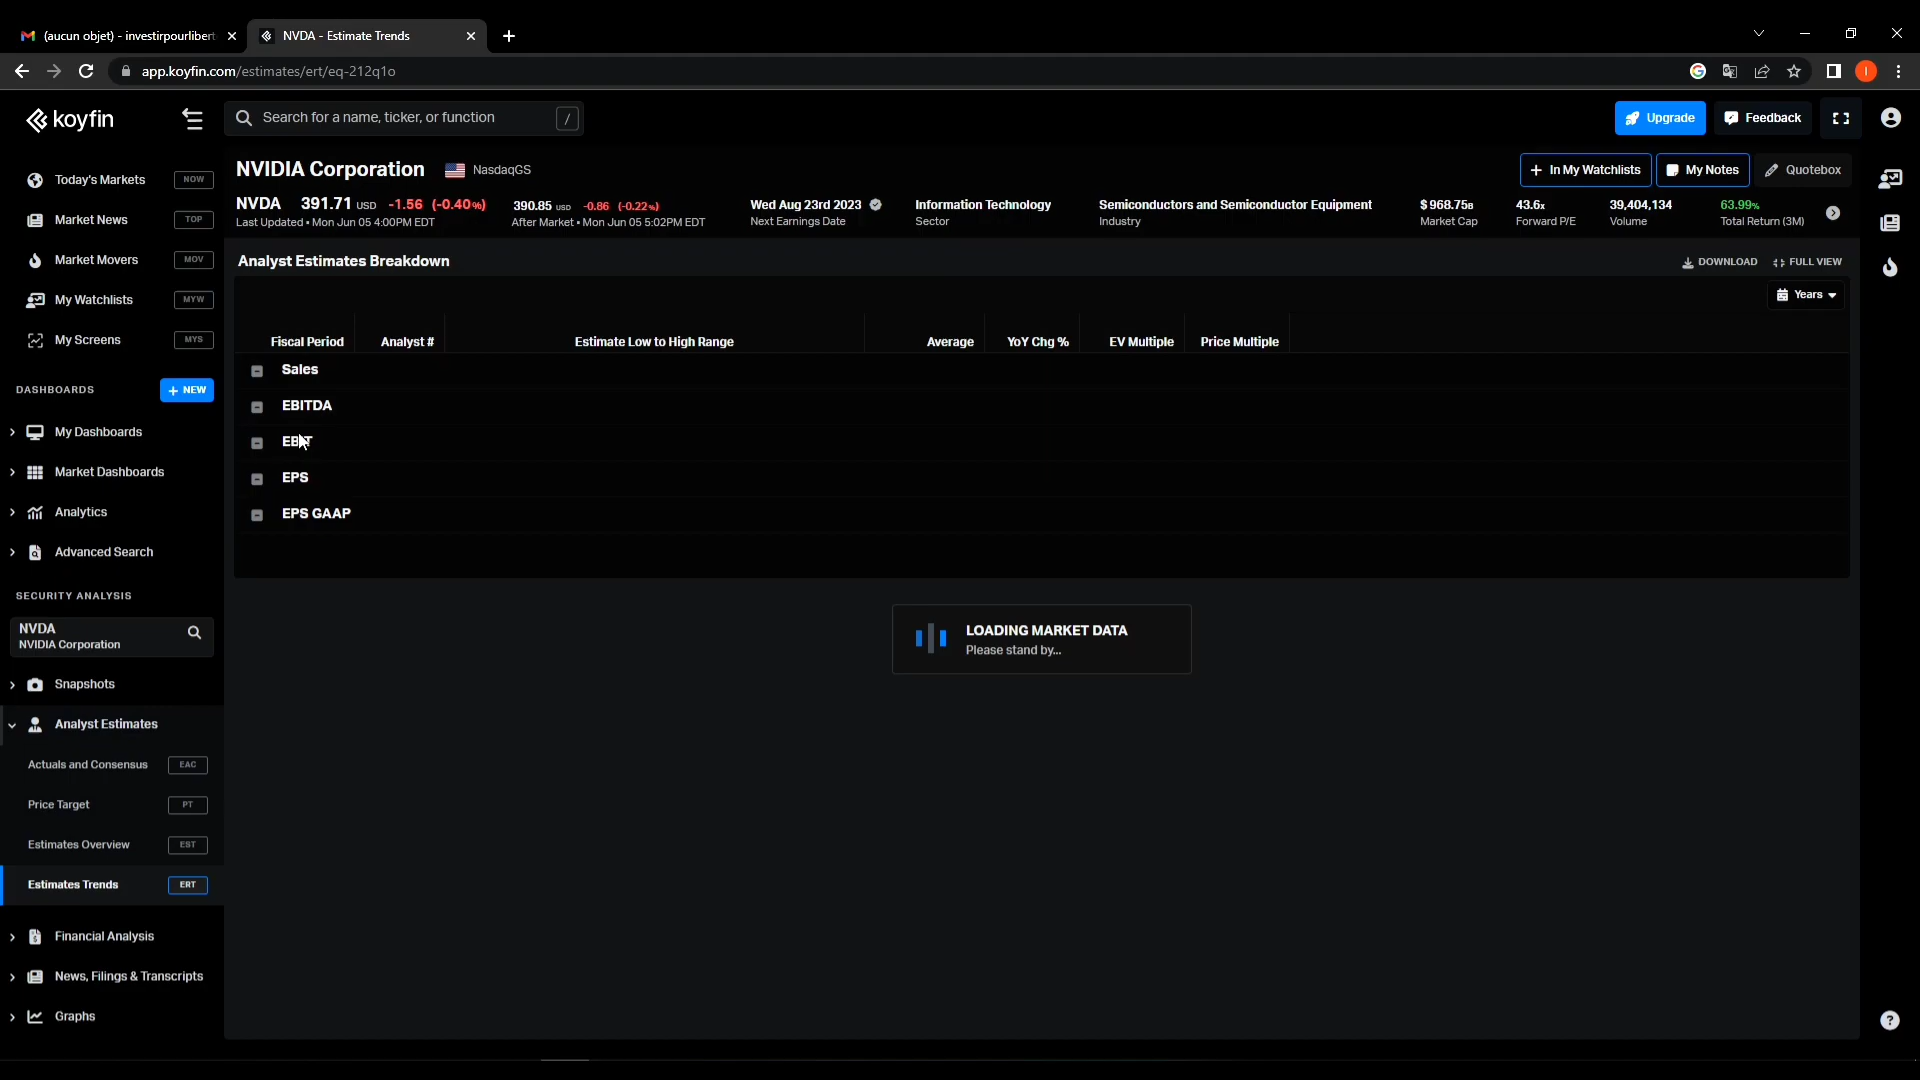 (aucun objet) - investirpourlibert
NVDA - Estimate Trends
app.koyfin.com/estimates/ert/eq-212q1o
koyfin
Search for a name, ticker, or function
/
Upgrade
Feedback
Today's Markets NOW
Market News TOP
Market Movers MOV
My Watchlists MYW
My Screens MYS
DASHBOARDS + NEW
My Dashboards
Market Dashboards
Analytics
Advanced Search
SECURITY ANALYSIS
NVDA
NVIDIA Corporation
Snapshots
Analyst Estimates
Actuals and Consensus EAC
Price Target PT
Estimates Overview EST
Estimates Trends ERT
Financial Analysis
News, Filings & Transcripts
Graphs
NVIDIA Corporation NasdaqGS
+ In My Watchlists
My Notes
Quotebox
NVDA 391.71 USD -1.56 (-0.40%)
Last Updated • Mon Jun 05 4:00PM EDT
390.85 USD -0.86 (-0.22%)
After Market • Mon Jun 05 5:02PM EDT
Wed Aug 23rd 2023
Next Earnings Date
Information Technology
Sector
Semiconductors and Semiconductor Equipment
Industry
$968.75B
Market Cap
43.6x
Forward P/E
39,404,134
Volume
63.99%
Total Return (3M)
Analyst Estimates Breakdown
DOWNLOAD
FULL VIEW
Years
Fiscal Period Analyst # Estimate Low to High Range Average YoY Chg % EV Multiple Price Multiple
Sales
EBITDA
EBIT
EPS
EPS GAAP
LOADING MARKET DATA
Please stand by...
I
?